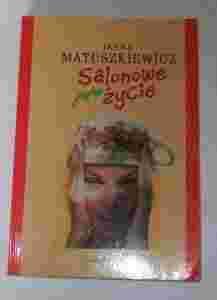 IRENA
MATUSZKIEWICZ
Salonowe
życie